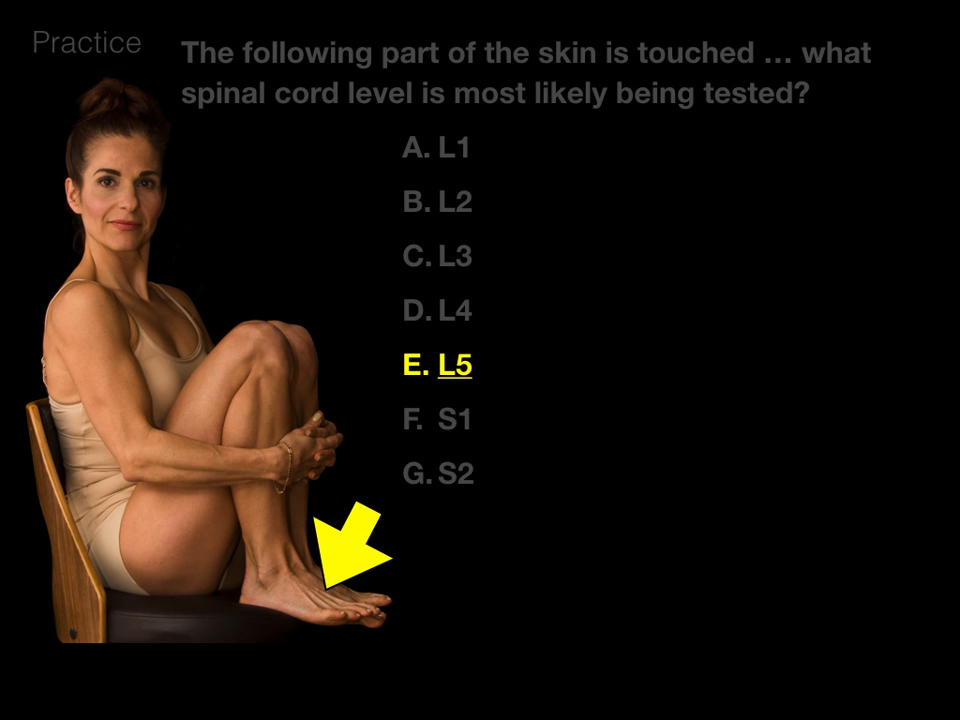 Practice
The following part of the skin is touched … what
spinal cord level is most likely being tested?
A. L1
B. L2
C. L3
D. L4
E. L5
F. S1
G. S2